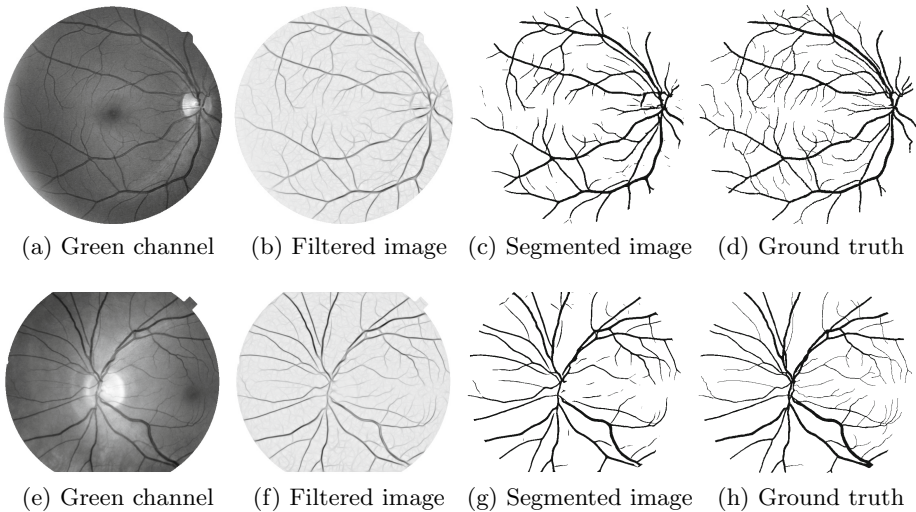 (a) Green channel (b) Filtered image (c) Segmented image (d) Ground truth
(e) Green channel (f) Filtered image (g) Segmented image (h) Ground truth